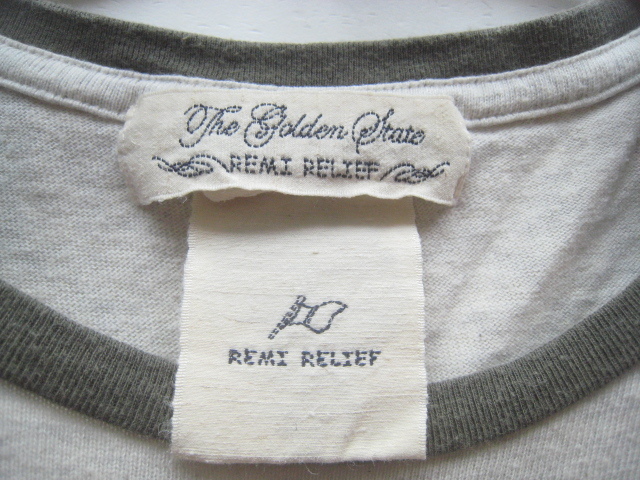 The Golden State
REMI RELIEF
REMI RELIEF